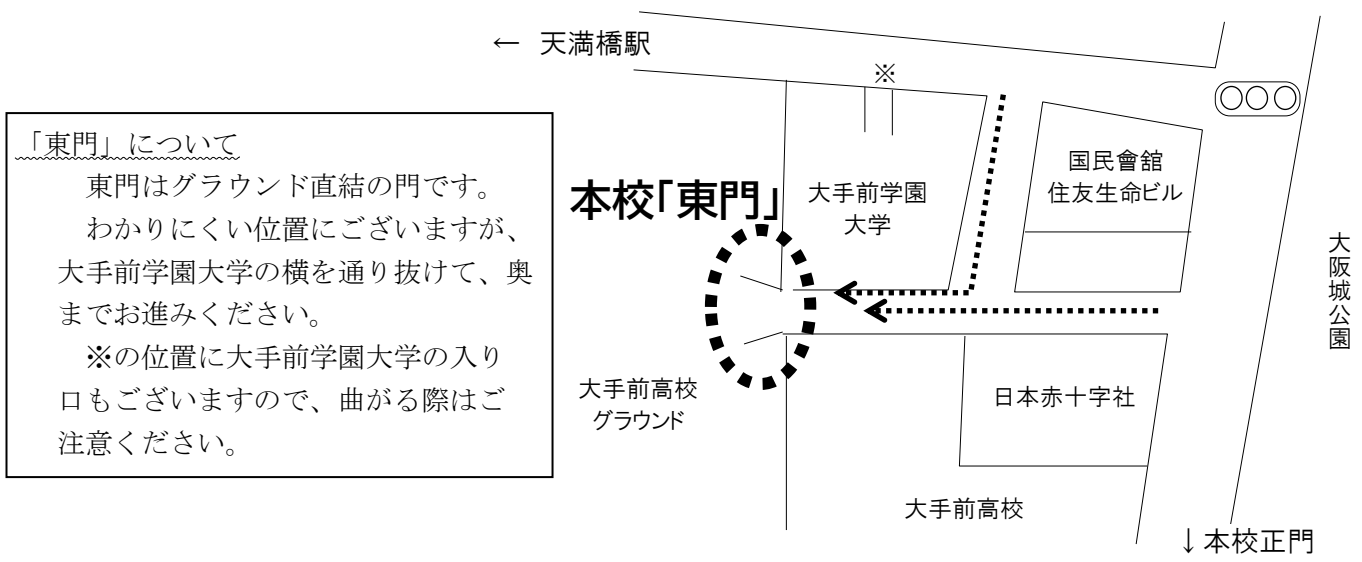 ← 天満橋駅
※
「東門」について
東門はグラウンド直結の門です。
わかりにくい位置にございますが、
大手前学園大学の横を通り抜けて、奥
までお進みください。
※の位置に大手前学園大学の入り
口もございますので、曲がる際はご
注意ください。
本校「東門」
大手前学園
大学
国民會舘
住友生命ビル
大阪城公園
大手前高校
グラウンド
日本赤十字社
大手前高校
↓本校正門